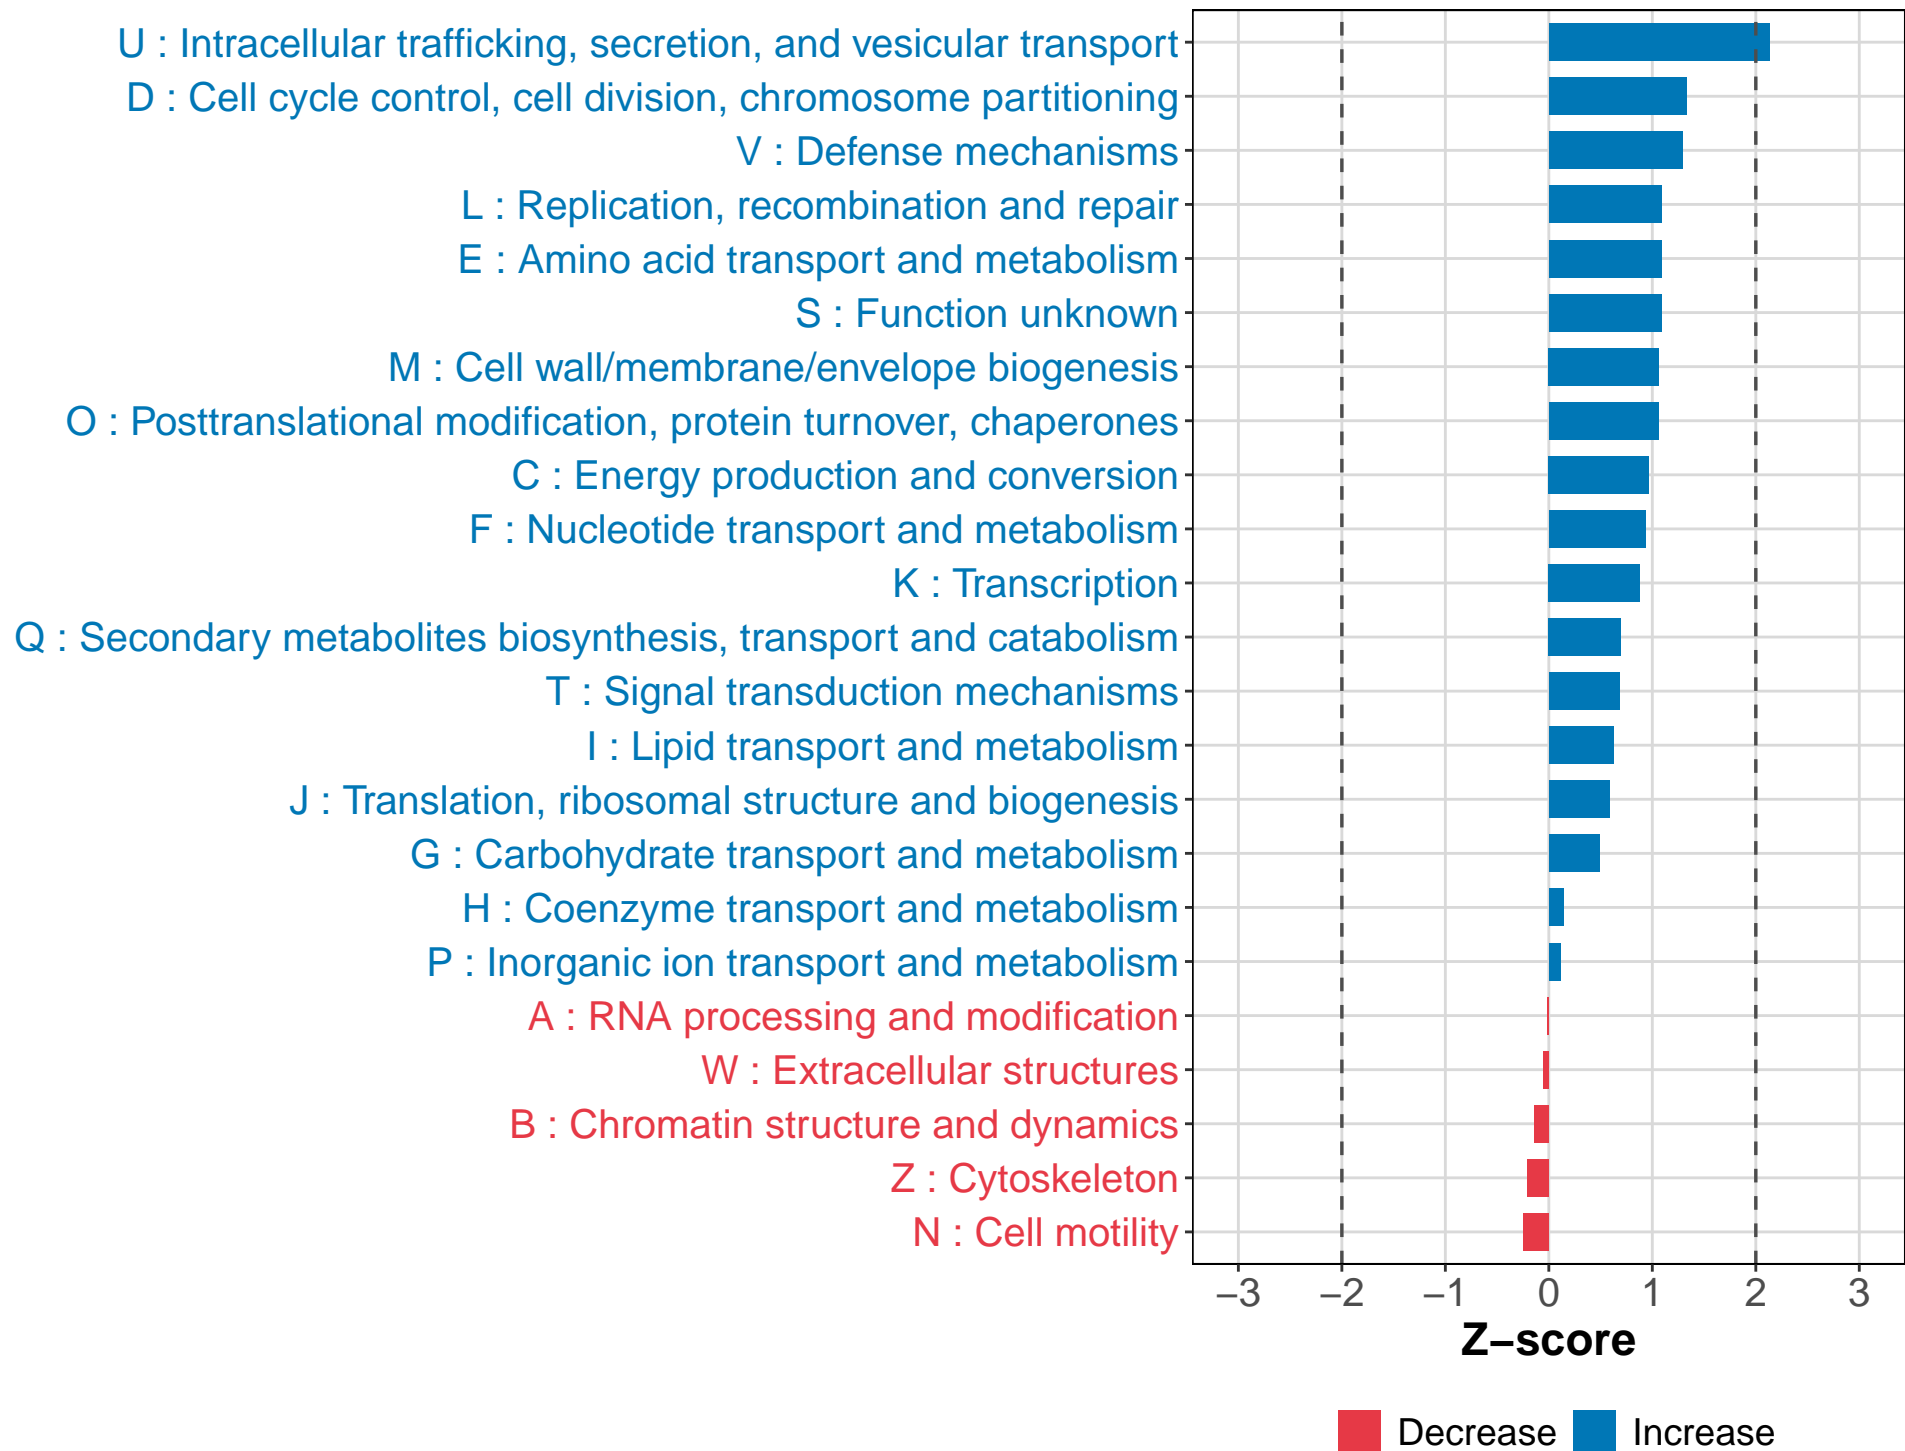 U : Intracellular trafficking, secretion, and vesicular transport
D : Cell cycle control, cell division, chromosome partitioning
V : Defense mechanisms
L : Replication, recombination and repair
E : Amino acid transport and metabolism
S : Function unknown
M : Cell wall/membrane/envelope biogenesis
O : Posttranslational modification, protein turnover, chaperones
C : Energy production and conversion
F : Nucleotide transport and metabolism
K : Transcription
Q : Secondary metabolites biosynthesis, transport and catabolism
T : Signal transduction mechanisms
I : Lipid transport and metabolism
J : Translation, ribosomal structure and biogenesis
G : Carbohydrate transport and metabolism
H : Coenzyme transport and metabolism
P : Inorganic ion transport and metabolism
A : RNA processing and modification
W : Extracellular structures
B : Chromatin structure and dynamics
Z : Cytoskeleton
N : Cell motility
−3 −2 −1 0 1 2 3
Z−score
Decrease Increase